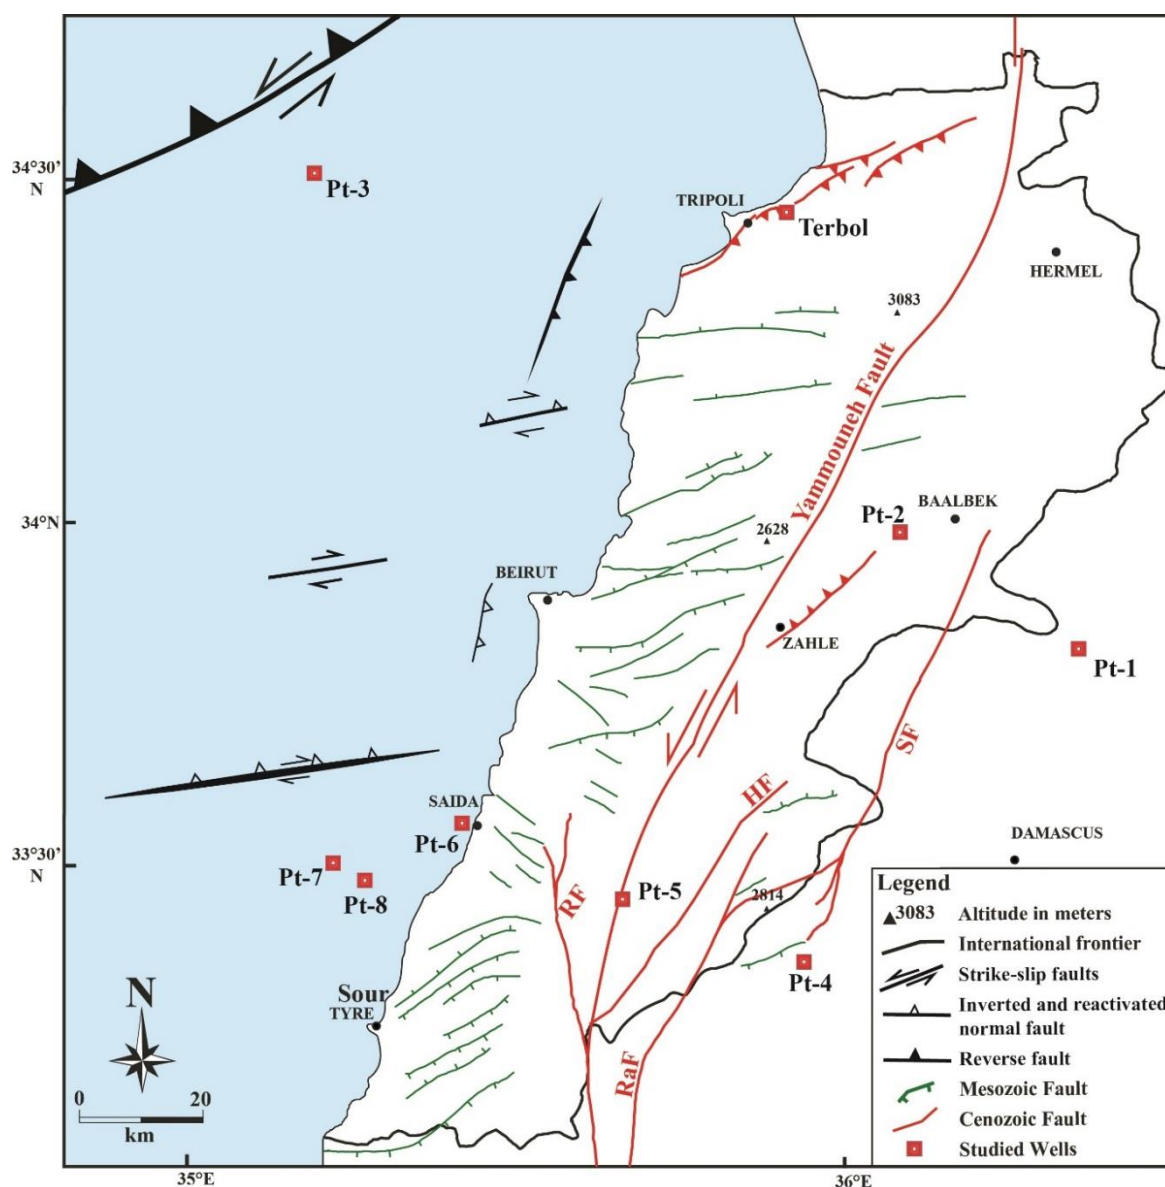 34°30'
N
Pt-3
TRIPOLI
Terbol
HERMEL
3083
Yammouneh Fault
34°N
2628
Pt-2
BAALBEK
BEIRUT
ZAHLE
Pt-1
SF
HF
SAIDA
Pt-6
DAMASCUS
33°30'
N
Pt-7
Pt-8
RF
Pt-5
2814
Pt-4
Sour
TYRE
RaF
N
0 20
km
35°E
36°E
Legend
3083 Altitude in meters
International frontier
Strike-slip faults
Inverted and reactivated
normal fault
Reverse fault
Mesozoic Fault
Cenozoic Fault
Studied Wells